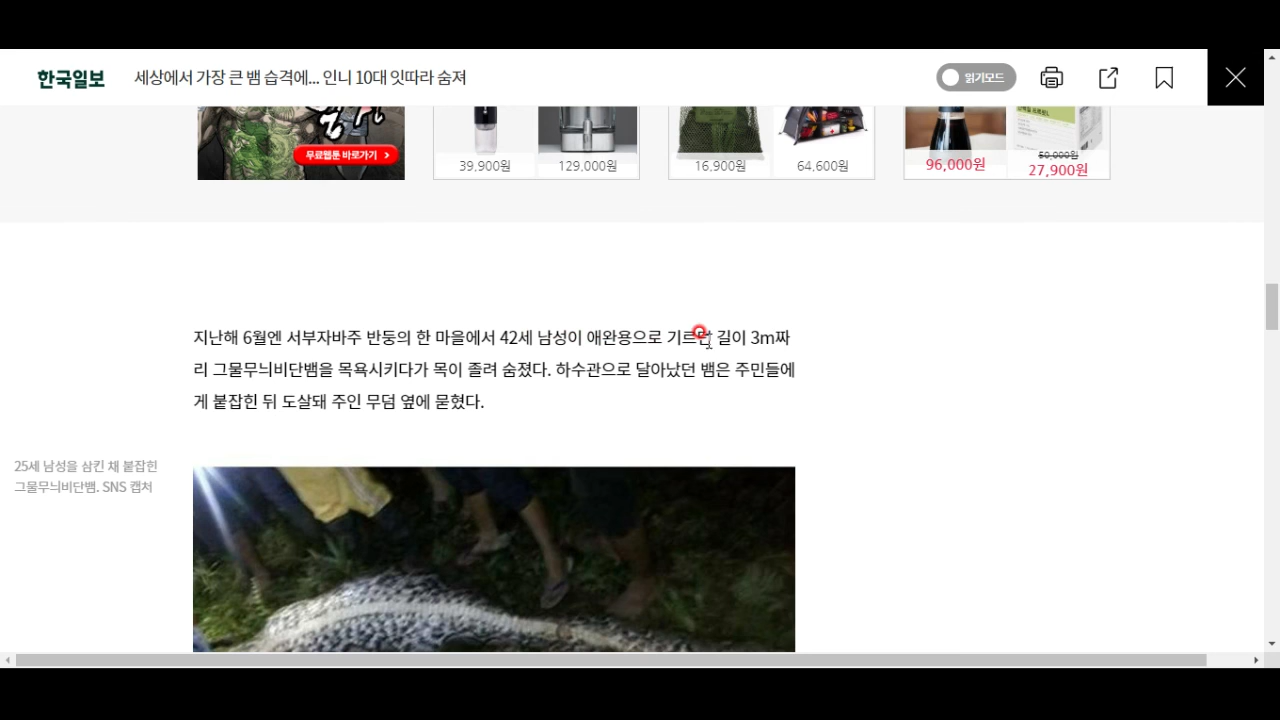 한국일보
세상에서 가장 큰 뱀 습격에... 인니 10대 잇따라 숨져
읽기모드
무료웹툰 바로가기 >
39,900원
129,000원
16,900원
64,600원
96,000원
50,000원
27,900원
지난해 6월엔 서부자바주 반둥의 한 마을에서 42세 남성이 애완용으로 기르던 길이 3m짜
리 그물무늬비단뱀을 목욕시키다가 목이 졸려 숨졌다. 하수관으로 달아났던 뱀은 주민들에
게 붙잡힌 뒤 도살돼 주인 무덤 옆에 묻혔다.
25세 남성을 삼킨 채 붙잡힌
그물무늬비단뱀. SNS 캡처